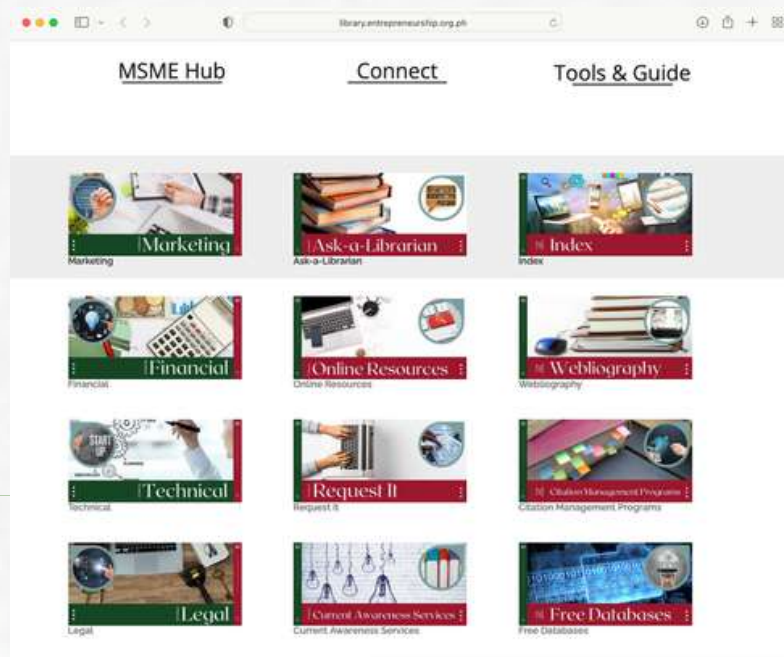 library.entrepreneurship.org.ph
MSME Hub
Connect
Tools & Guide
Marketing
Marketing
Ask-a-Librarian
Ask-a-Librarian
Index
Index
Financial
Financial
Online Resources
Online Resources
Webliography
Webliography
START
UP
Technical
Technical
Request It
Request It
Citation Management Programs
Citation Management Programs
Legal
Legal
Current Awareness Services
Current Awareness Services
Free Databases
Free Databases